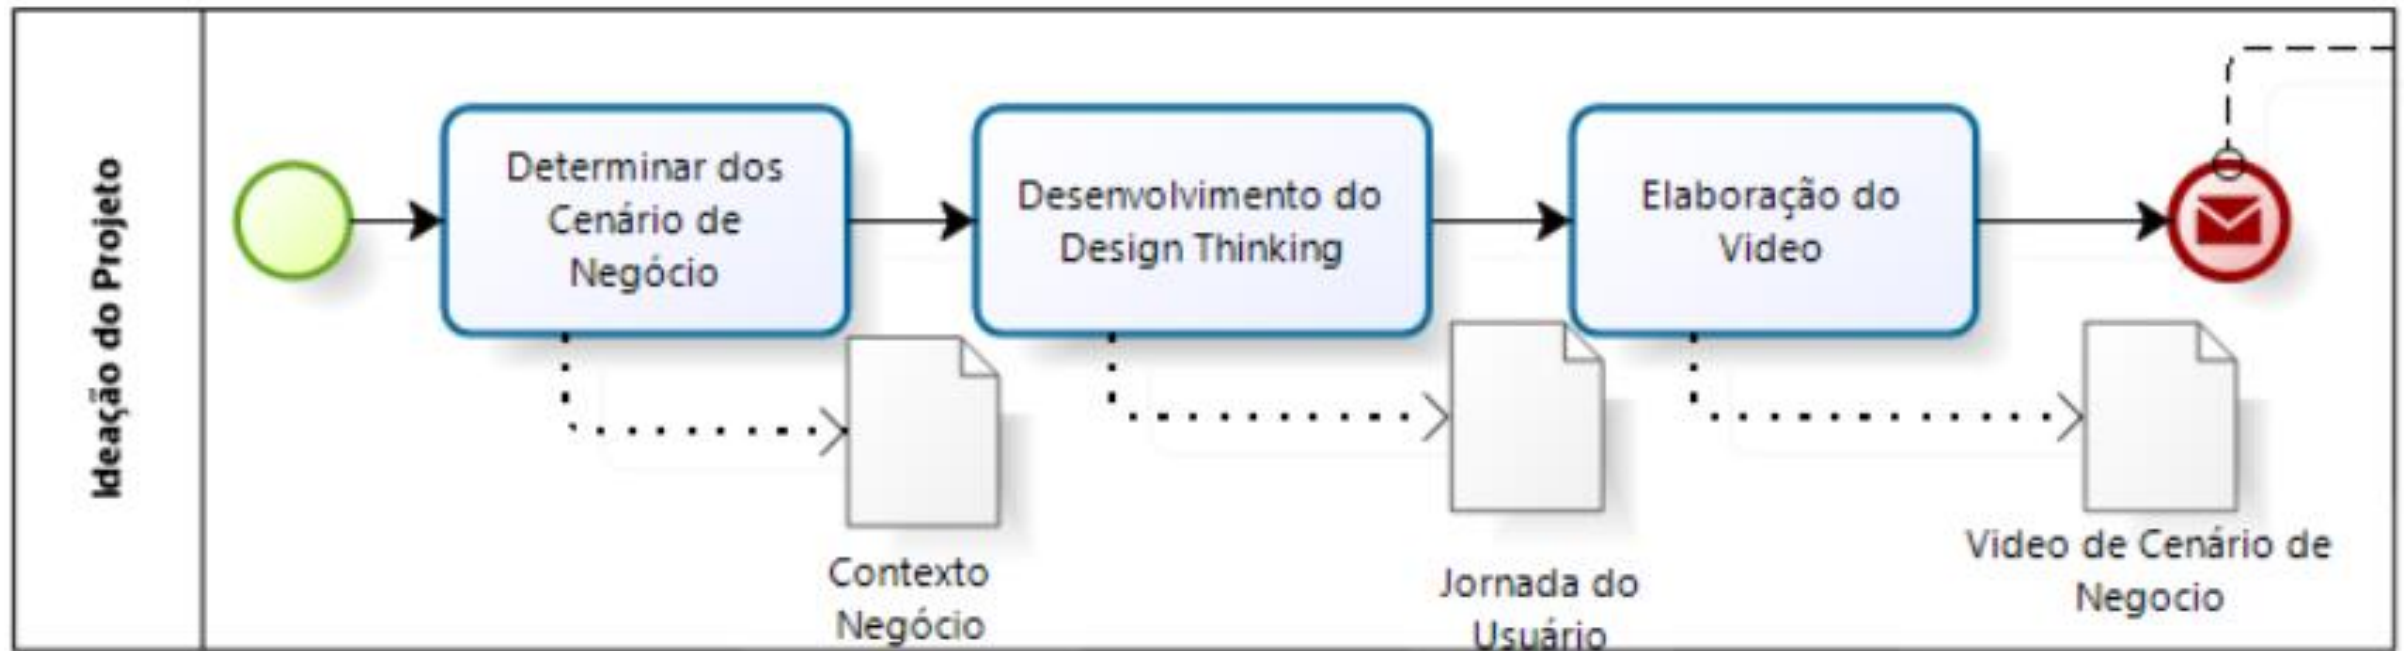 Ideação do Projeto
Determinar dos
Cenário de
Negócio
Desenvolvimento do
Design Thinking
Elaboração do
Video
Contexto
Negócio
Jornada do
Usuário
Video de Cenário de
Negocio